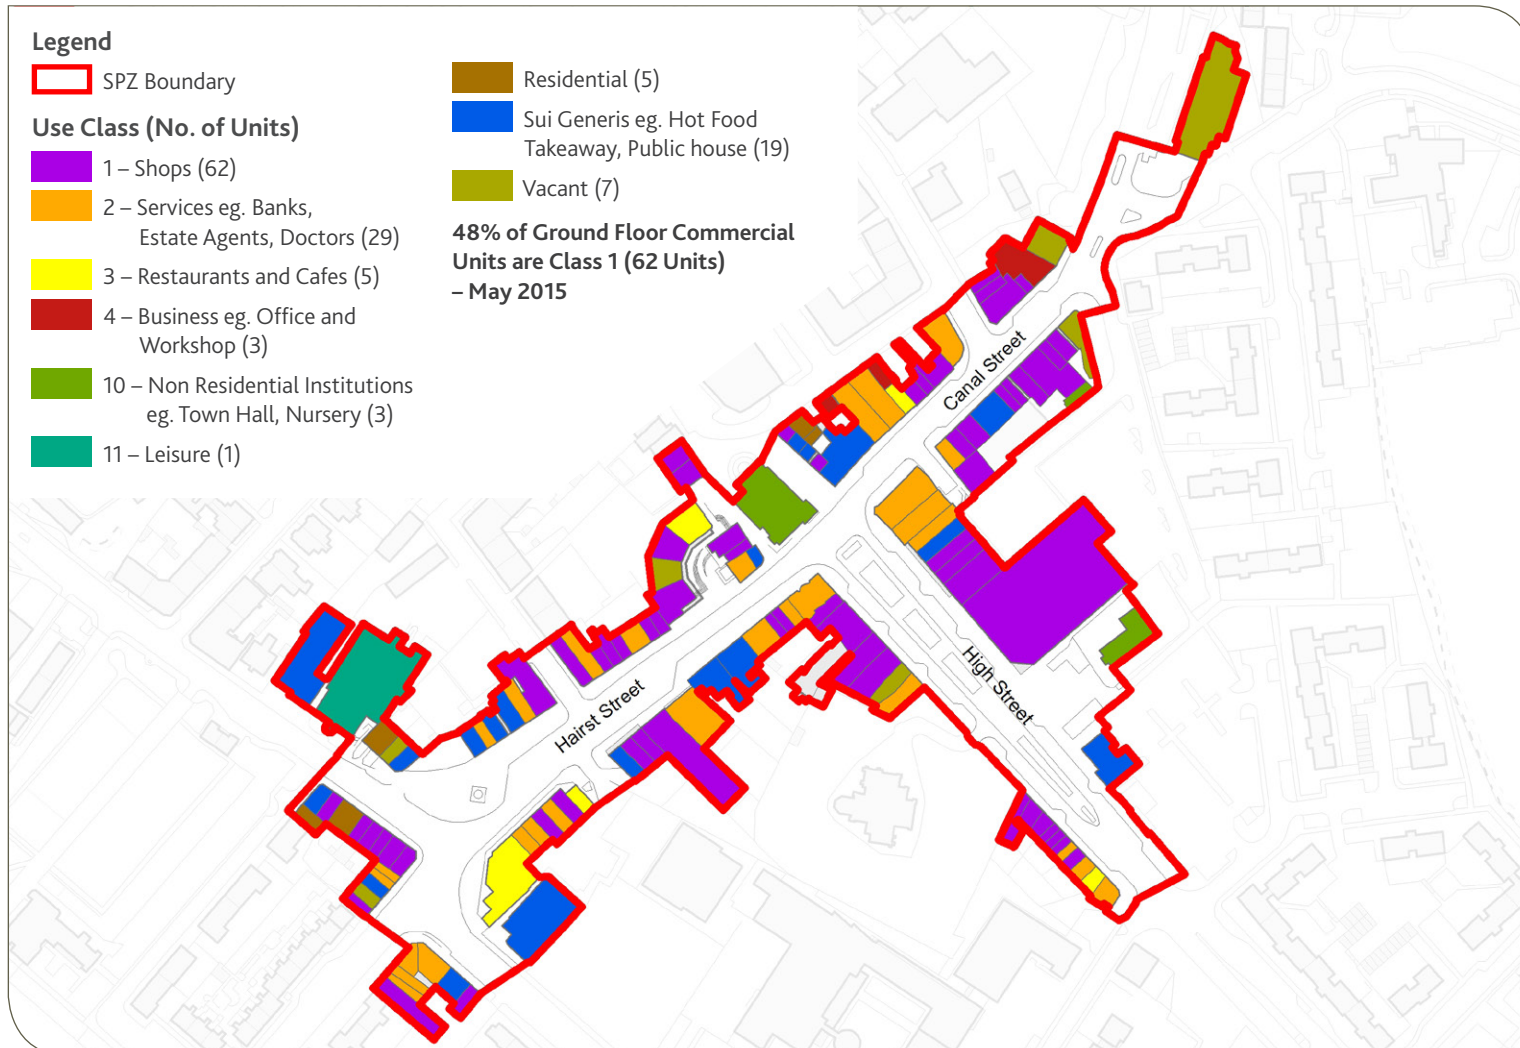 Legend
SPZ Boundary
Use Class (No. of Units)
1 – Shops (62)
2 – Services eg. Banks,
Estate Agents, Doctors (29)
3 – Restaurants and Cafes (5)
4 – Business eg. Office and
Workshop (3)
10 – Non Residential Institutions
eg. Town Hall, Nursery (3)
11 – Leisure (1)
Residential (5)
Sui Generis eg. Hot Food
Takeaway, Public house (19)
Vacant (7)
48% of Ground Floor Commercial
Units are Class 1 (62 Units)
– May 2015
Canal Street
High Street
Hairst Street